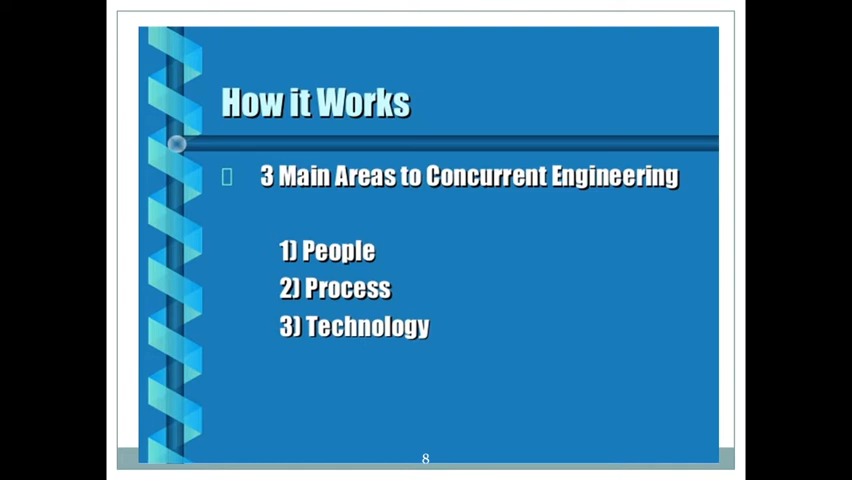 How it Works
3 Main Areas to Concurrent Engineering
1) People
2) Process
3) Technology
8